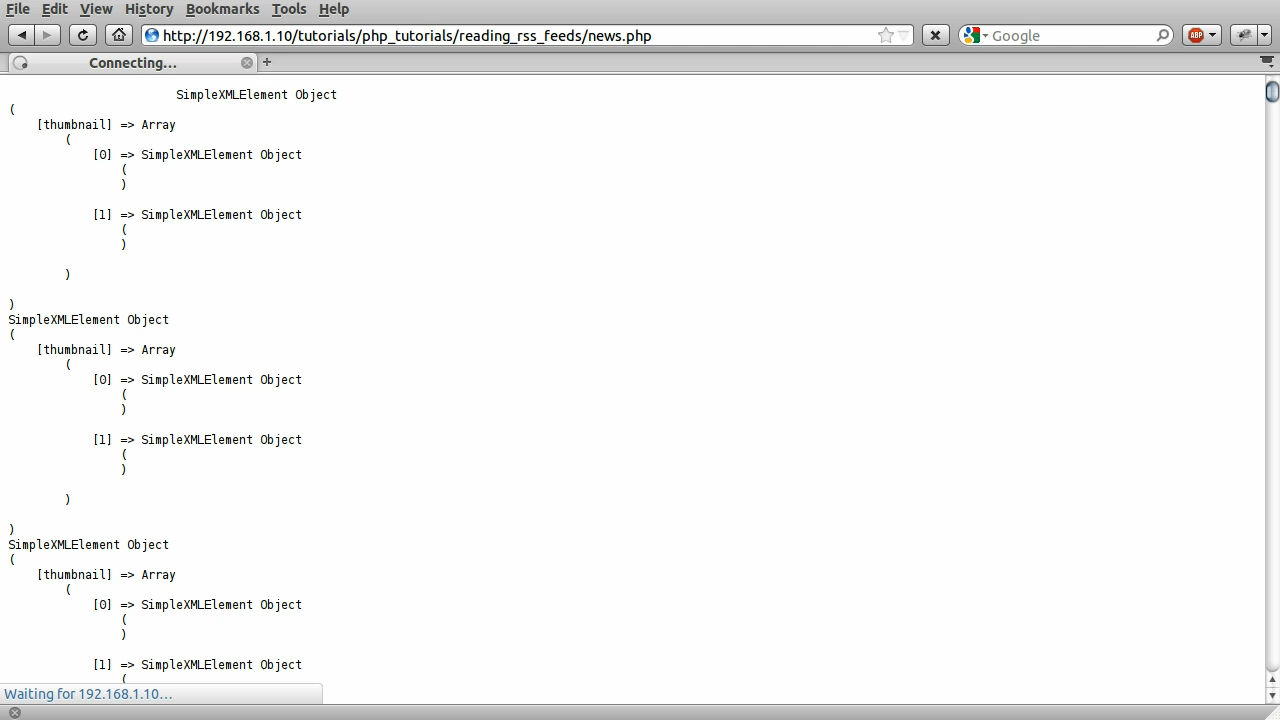 File Edit View History Bookmarks Tools Help
http://192.168.1.10/tutorials/php_tutorials/reading_rss_feeds/news.php
Google
ABP
Connecting...
+
SimpleXMLElement Object
(
[thumbnail] => Array
(
[0] => SimpleXMLElement Object
(
)
[1] => SimpleXMLElement Object
(
)
)
)
SimpleXMLElement Object
(
[thumbnail] => Array
(
[0] => SimpleXMLElement Object
(
)
[1] => SimpleXMLElement Object
(
)
)
)
SimpleXMLElement Object
(
[thumbnail] => Array
(
[0] => SimpleXMLElement Object
(
)
[1] => SimpleXMLElement Object
(
Waiting for 192.168.1.10...